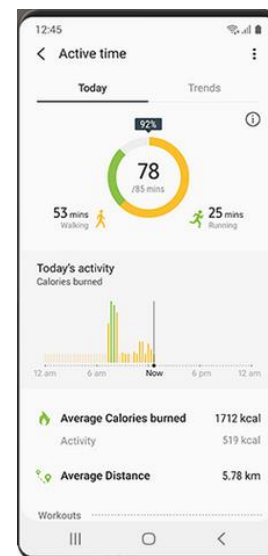 12:45
Active time
Today Trends
92%
78
/85 mins
53 mins
Walking
25 mins
Running
Today's activity
Calories burned
12 am 6 am Now 6 pm 12 am
Average Calories burned 1712 kcal
Activity 519 kcal
Average Distance 5.78 km
Workouts